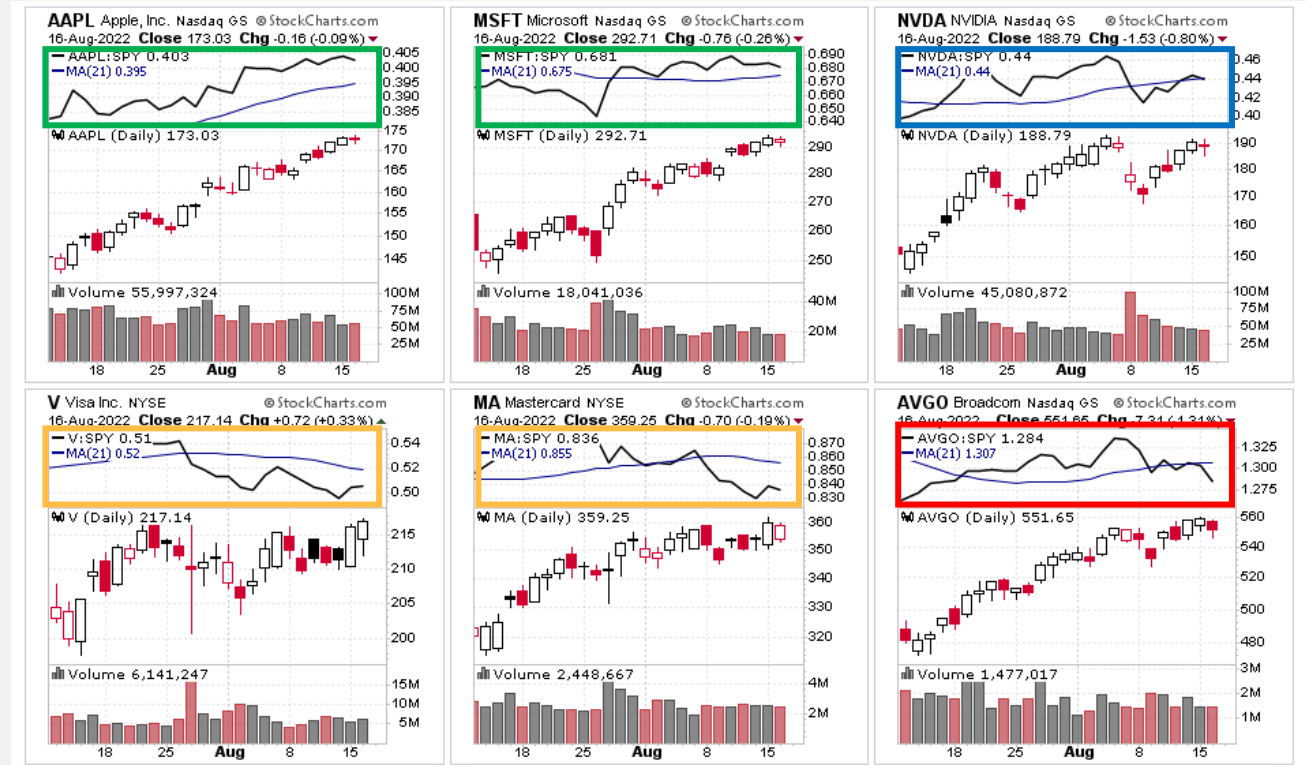 AAPL Apple, Inc. Nasdaq GS © StockCharts.com
16-Aug-2022 Close 173.03 Chg -0.16 (-0.09%)
AAPL:SPY 0.403
MA(21) 0.395
0.405
0.400
0.395
0.390
0.385
AAPL (Daily) 173.03
175
170
165
160
155
150
145
Volume 55,997,324
100M
75M
50M
25M
18 25 Aug 8 15
MSFT Microsoft Nasdaq GS © StockCharts.com
16-Aug-2022 Close 292.71 Chg -0.76 (-0.26%)
MSFT:SPY 0.681
MA(21) 0.675
0.690
0.680
0.670
0.660
0.650
0.640
MSFT (Daily) 292.71
290
280
270
260
250
Volume 18,041,036
40M
20M
18 25 Aug 8 15
NVDA NVIDIA Nasdaq GS © StockCharts.com
16-Aug-2022 Close 188.79 Chg -1.53 (-0.80%)
NVDA:SPY 0.44
MA(21) 0.44
0.46
0.44
0.42
0.40
NVDA (Daily) 188.79
190
180
170
160
150
Volume 45,080,872
100M
75M
50M
25M
18 25 Aug 8 15
V Visa Inc. NYSE © StockCharts.com
16-Aug-2022 Close 217.14 Chg +0.72 (+0.33%)
V:SPY 0.51
MA(21) 0.52
0.54
0.52
0.50
V (Daily) 217.14
215
210
205
200
Volume 6,141,247
15M
10M
5M
18 25 Aug 8 15
MA Mastercard NYSE © StockCharts.com
16-Aug-2022 Close 359.25 Chg -0.70 (-0.19%)
MA:SPY 0.836
MA(21) 0.855
0.870
0.860
0.850
0.840
0.830
MA (Daily) 359.25
360
350
340
330
320
Volume 2,448,667
4M
2M
18 25 Aug 8 15
AVGO Broadcom Nasdaq GS © StockCharts.com
16-Aug-2022 Close 551.65 Chg -7.31 (-1.31%)
AVGO:SPY 1.284
MA(21) 1.307
1.325
1.300
1.275
AVGO (Daily) 551.65
560
540
520
500
480
Volume 1,477,017
3M
2M
1M
18 25 Aug 8 15